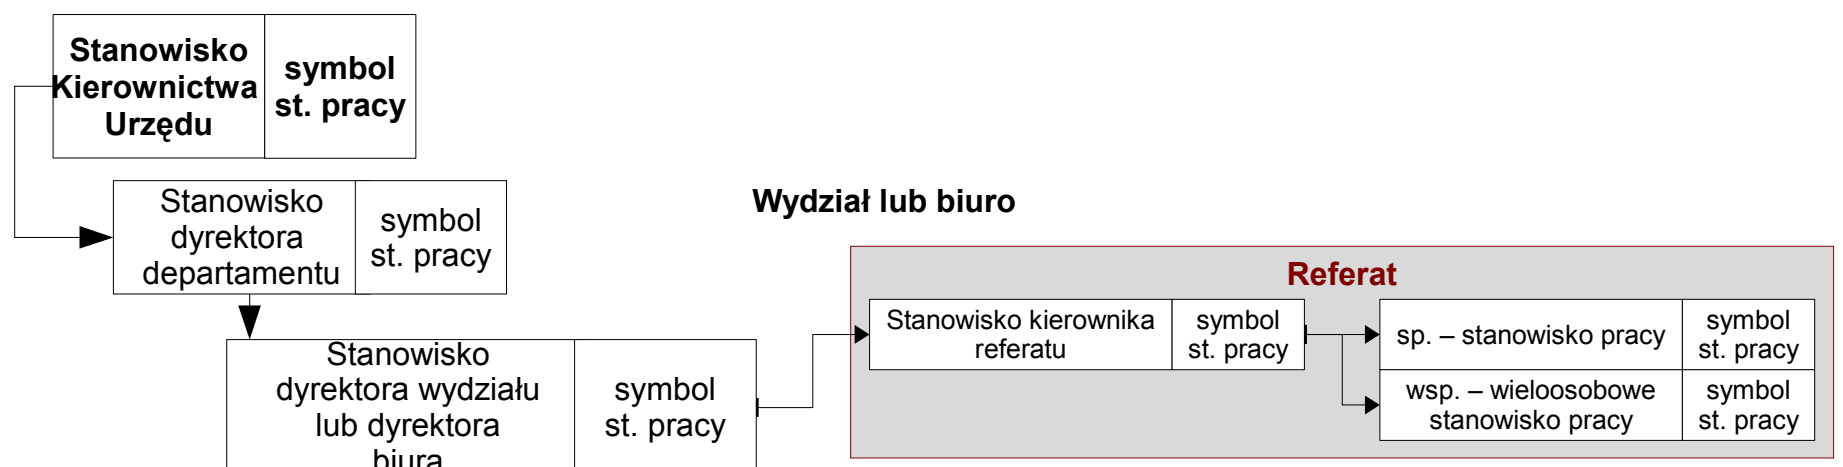 Stanowisko
Kierownictwa
Urzędu
symbol
st. pracy
Stanowisko
dyrektora
departamentu
symbol
st. pracy
Wydział lub biuro
Stanowisko
dyrektora wydziału
lub dyrektora
biura
symbol
st. pracy
Referat
Stanowisko kierownika
referatu
symbol
st. pracy
sp. – stanowisko pracy
symbol
st. pracy
wsp. – wieloosobowe
stanowisko pracy
symbol
st. pracy